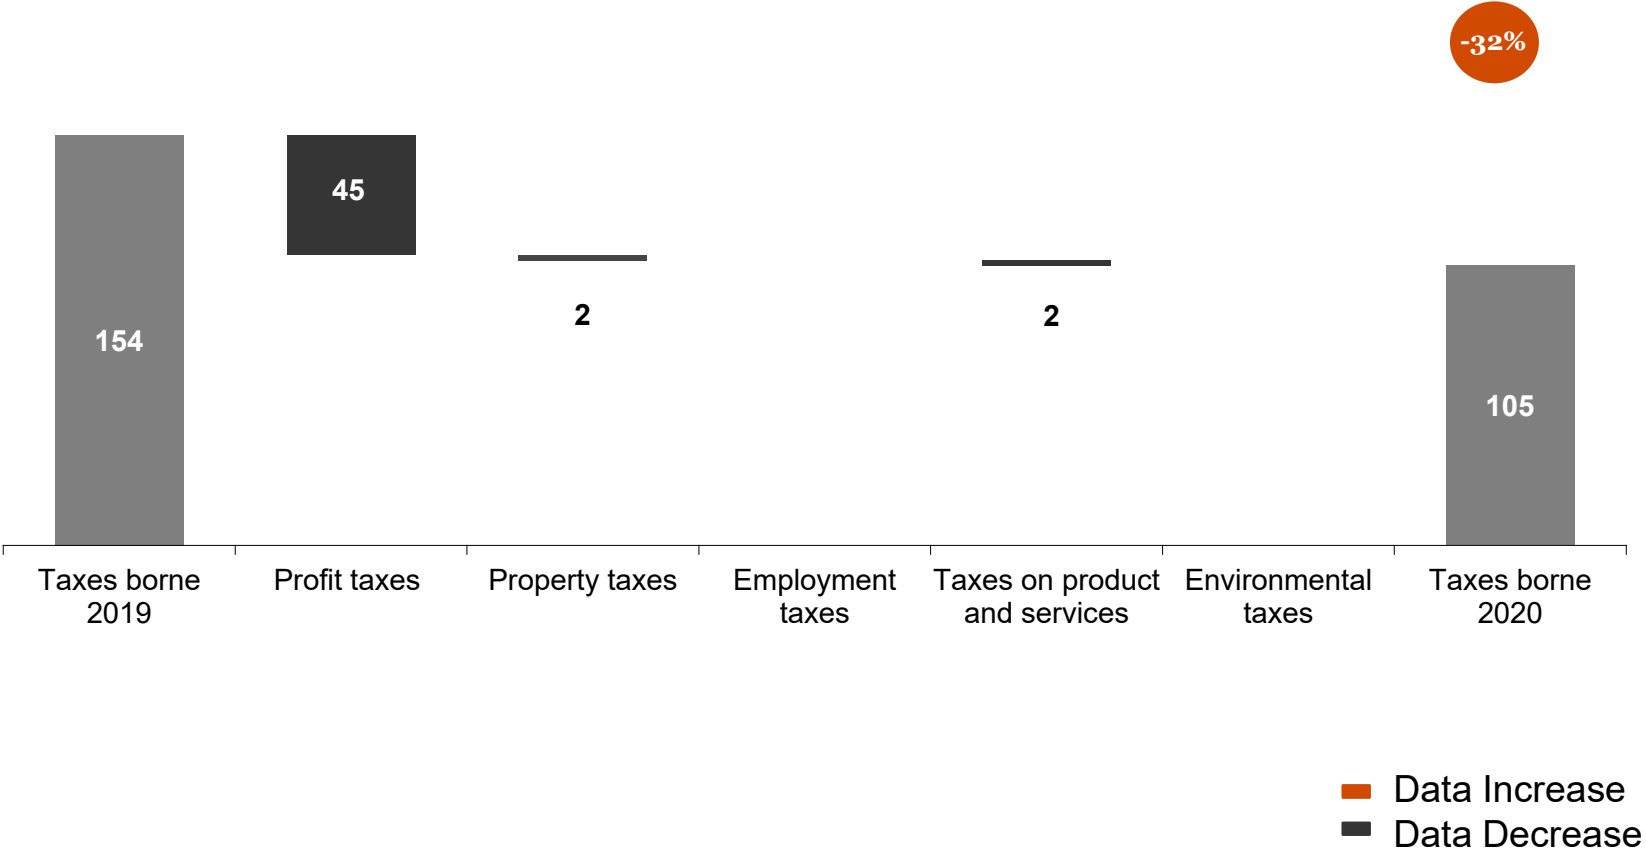 -32%
45
154
2
2
105
Taxes borne
2019
Profit taxes
Property taxes
Employment
taxes
Taxes on product
and services
Environmental
taxes
Taxes borne
2020
Data Increase
Data Decrease